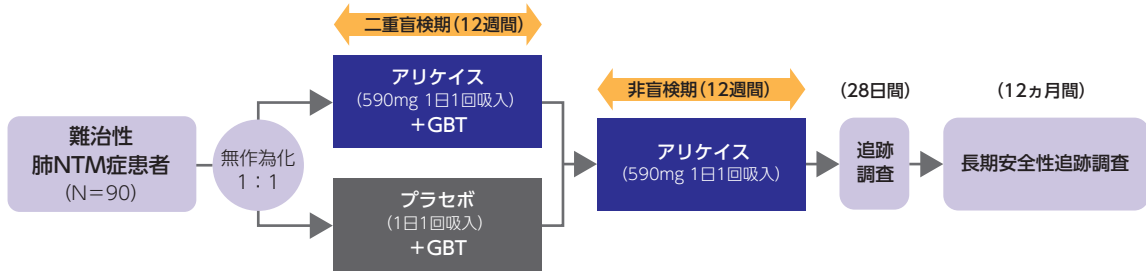 二重盲検期（12週間）
アリケイス
（590mg 1日1回吸入）
＋GBT
非盲検期（12週間）
（28日間）
（12ヵ月間）
難治性
肺NTM症患者
（N＝90）
無作為化
1：1
アリケイス
（590mg 1日1回吸入）
追跡
調査
長期安全性追跡調査
プラセボ
（1日1回吸入）
＋GBT